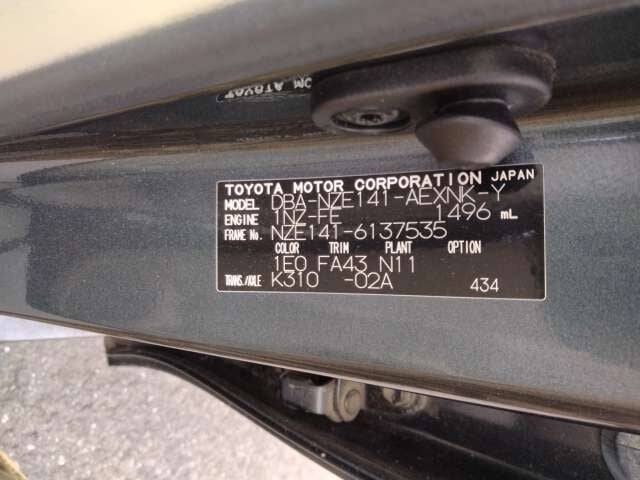 TOYOTA MOTOR CORPORATION JAPAN
MODEL DBA-NZE141-AEXNK-Y
ENGINE 1NZ-FE 1496 mL
FRAME No. NZE141-6137535
COLOR TRIM PLANT OPTION
1E0 FA43 N11
TRANS./AXLE K310 -02A 434